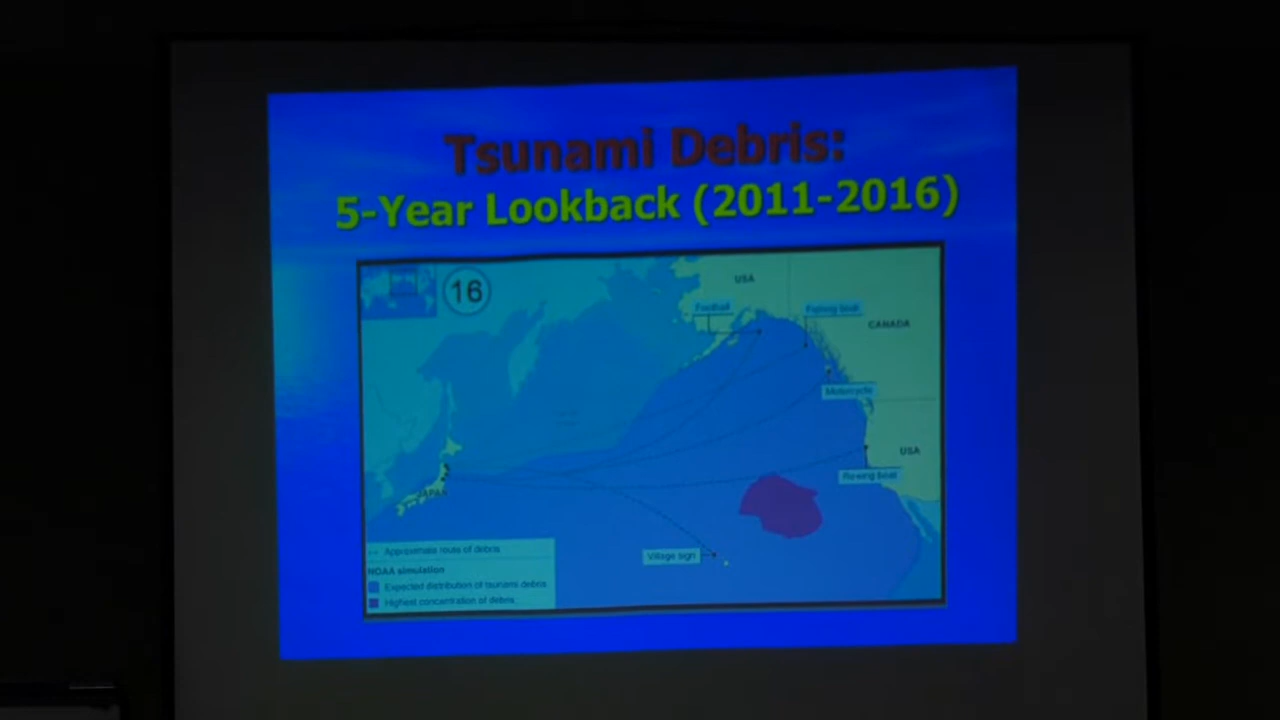 Tsunami Debris:
5-Year Lookback (2011-2016)
16
USA
Football
Fishing boat
CANADA
Motorcycle
USA
Rowing boat
JAPAN
Village sign
Approximate route of debris
NOAA simulation
Expected distribution of tsunami debris
Highest concentration of debris